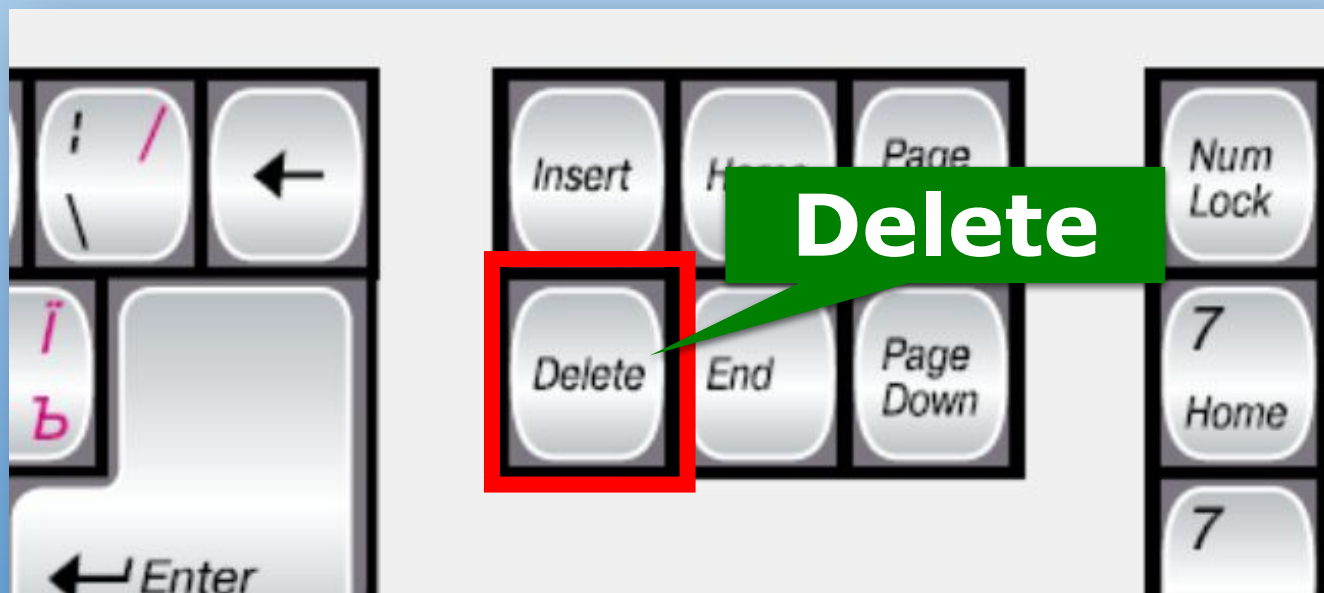 ¦ /
\
Insert
Page
Num
Lock
Delete
Ї
Ъ
Delete
End
Page
Down
7
Home
Enter
7